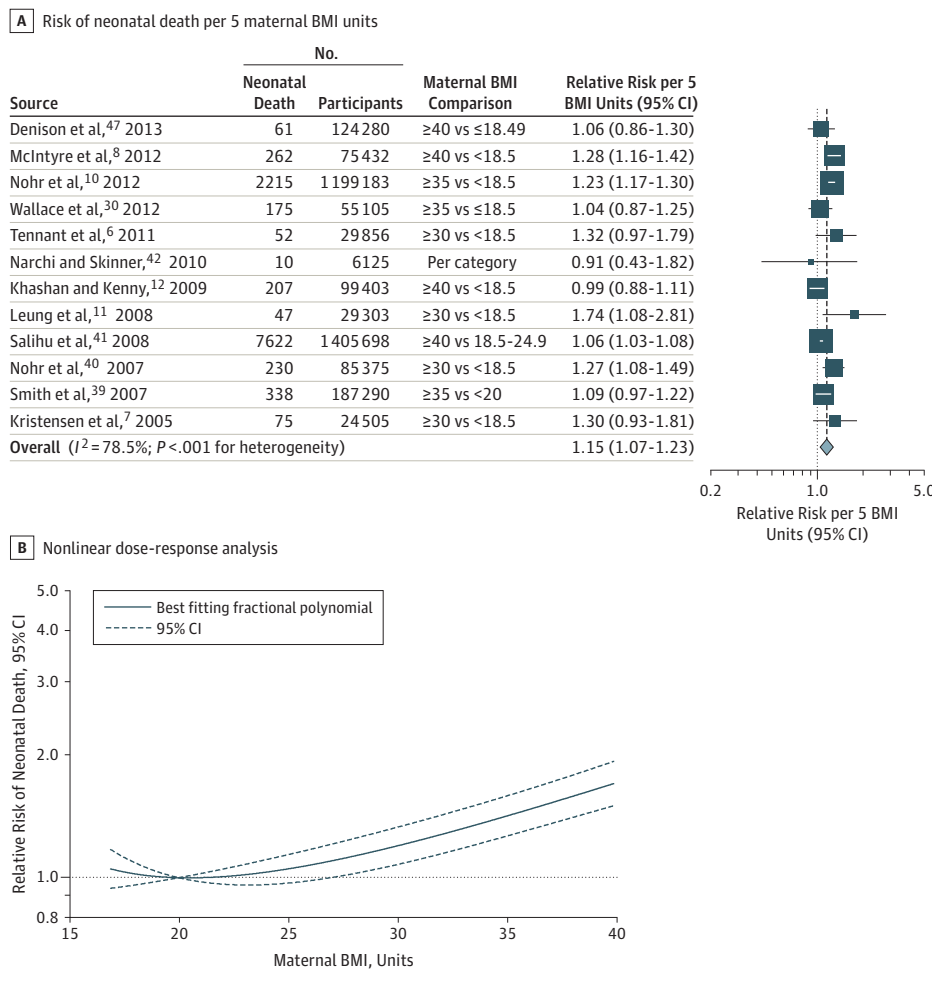 A Risk of neonatal death per 5 maternal BMI units
No.
Source Neonatal Death Participants Maternal BMI Comparison Relative Risk per 5 BMI Units (95% CI)
Denison et al,47 2013 61 124280 ≥40 vs ≤18.49 1.06 (0.86-1.30)
McIntyre et al,8 2012 262 75432 ≥40 vs <18.5 1.28 (1.16-1.42)
Nohr et al,10 2012 2215 1199183 ≥35 vs <18.5 1.23 (1.17-1.30)
Wallace et al,30 2012 175 55105 ≥35 vs ≤18.5 1.04 (0.87-1.25)
Tennant et al,6 2011 52 29856 ≥30 vs <18.5 1.32 (0.97-1.79)
Narchi and Skinner,42 2010 10 6125 Per category 0.91 (0.43-1.82)
Khashan and Kenny,12 2009 207 99403 ≥40 vs <18.5 0.99 (0.88-1.11)
Leung et al,11 2008 47 29303 ≥30 vs <18.5 1.74 (1.08-2.81)
Salihu et al,41 2008 7622 1405698 ≥40 vs 18.5-24.9 1.06 (1.03-1.08)
Nohr et al,40 2007 230 85375 ≥30 vs <18.5 1.27 (1.08-1.49)
Smith et al,39 2007 338 187290 ≥35 vs <20 1.09 (0.97-1.22)
Kristensen et al,7 2005 75 24505 ≥30 vs <18.5 1.30 (0.93-1.81)
Overall (I2=78.5%; P<.001 for heterogeneity) 1.15 (1.07-1.23)
0.2 1.0 5.0
Relative Risk per 5 BMI
Units (95% CI)
B Nonlinear dose-response analysis
Relative Risk of Neonatal Death, 95% CI
5.0
4.0
3.0
2.0
1.0
0.8
Best fitting fractional polynomial
95% CI
15 20 25 30 35 40
Maternal BMI, Units